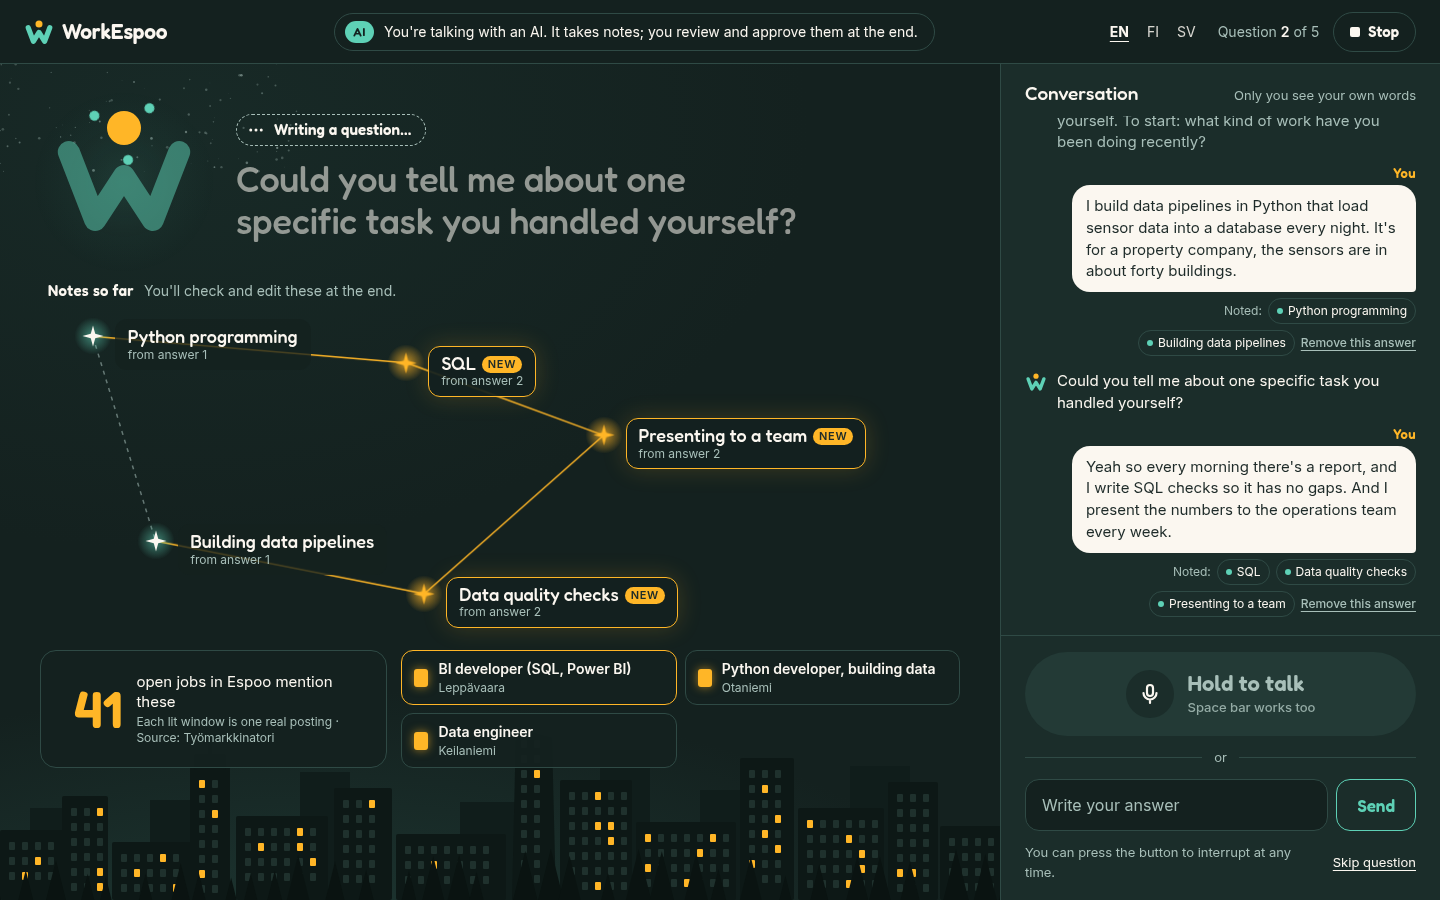 WorkEspoo
AI You're talking with an AI. It takes notes; you review and approve them at the end.
EN FI SV Question 2 of 5 Stop
Writing a question...
Could you tell me about one
specific task you handled yourself?
Notes so far You'll check and edit these at the end.
Python programming
from answer 1
SQL NEW
from answer 2
Presenting to a team NEW
from answer 2
Building data pipelines
from answer 1
Data quality checks NEW
from answer 2
41
open jobs in Espoo mention
these
Each lit window is one real posting ·
Source: Työmarkkinatori
BI developer (SQL, Power BI)
Leppävaara
Python developer, building data
Otaniemi
Data engineer
Keilaniemi
Conversation Only you see your own words
yourself. To start: what kind of work have you
been doing recently?
You
I build data pipelines in Python that load
sensor data into a database every night. It's
for a property company, the sensors are in
about forty buildings.
Noted: Python programming
Building data pipelines Remove this answer
Could you tell me about one specific task you
handled yourself?
You
Yeah so every morning there's a report, and
I write SQL checks so it has no gaps. And I
present the numbers to the operations team
every week.
Noted: SQL Data quality checks
Presenting to a team Remove this answer
Hold to talk
Space bar works too
or
Write your answer Send
You can press the button to interrupt at any
time.
Skip question